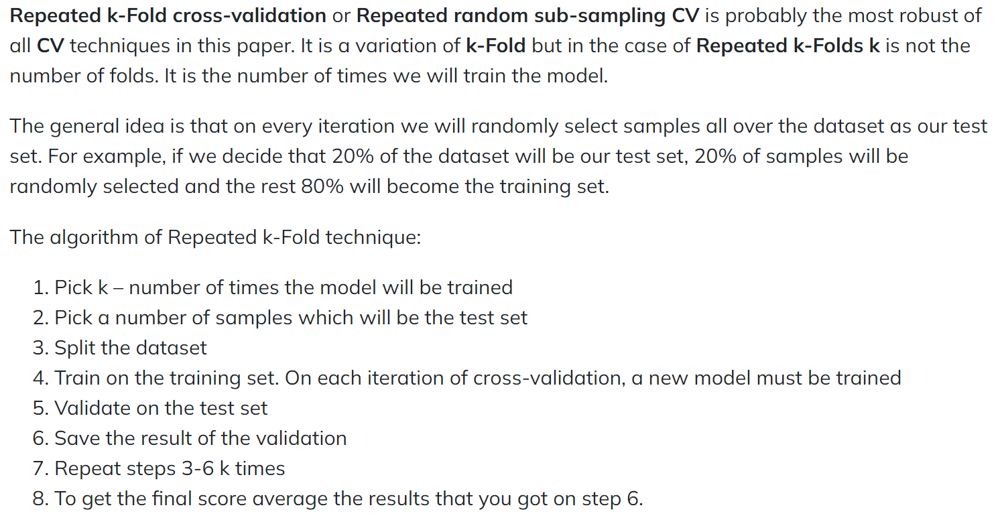 Repeated k-Fold cross-validation or Repeated random sub-sampling CV is probably the most robust of
all CV techniques in this paper. It is a variation of k-Fold but in the case of Repeated k-Folds k is not the
number of folds. It is the number of times we will train the model.
The general idea is that on every iteration we will randomly select samples all over the dataset as our test
set. For example, if we decide that 20% of the dataset will be our test set, 20% of samples will be
randomly selected and the rest 80% will become the training set.
The algorithm of Repeated k-Fold technique:
1. Pick k – number of times the model will be trained
2. Pick a number of samples which will be the test set
3. Split the dataset
4. Train on the training set. On each iteration of cross-validation, a new model must be trained
5. Validate on the test set
6. Save the result of the validation
7. Repeat steps 3-6 k times
8. To get the final score average the results that you got on step 6.